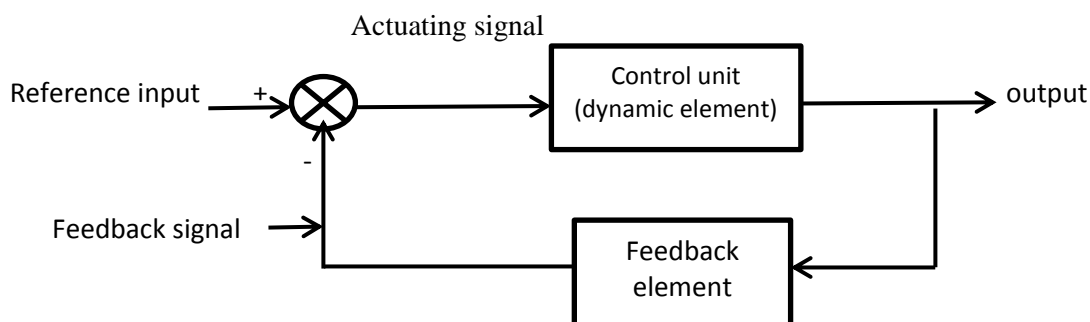 Actuating signal
Reference input
+
Control unit
(dynamic element)
output
-
Feedback signal
Feedback
element